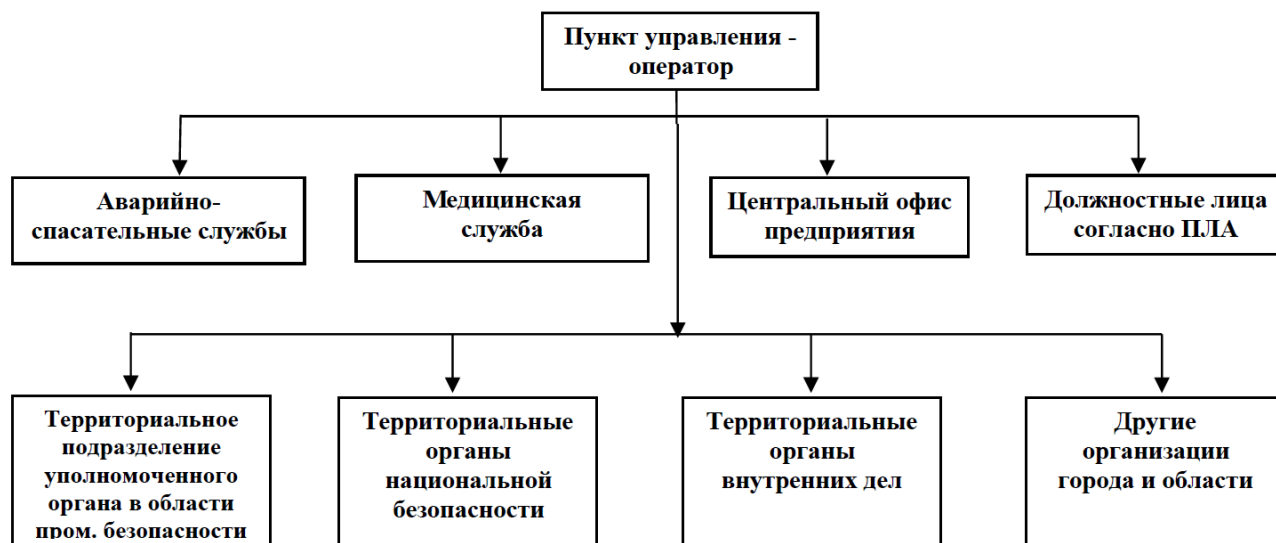 Пункт управления -
оператор
Аварийно-
спасательные службы
Медицинская
служба
Центральный офис
предприятия
Должностные лица
согласно ПЛА
Территориальное
подразделение
уполномоченного
органа в области
пром. безопасности
Территориальные
органы
национальной
безопасности
Территориальные
органы
внутренних дел
Другие
организации
города и области